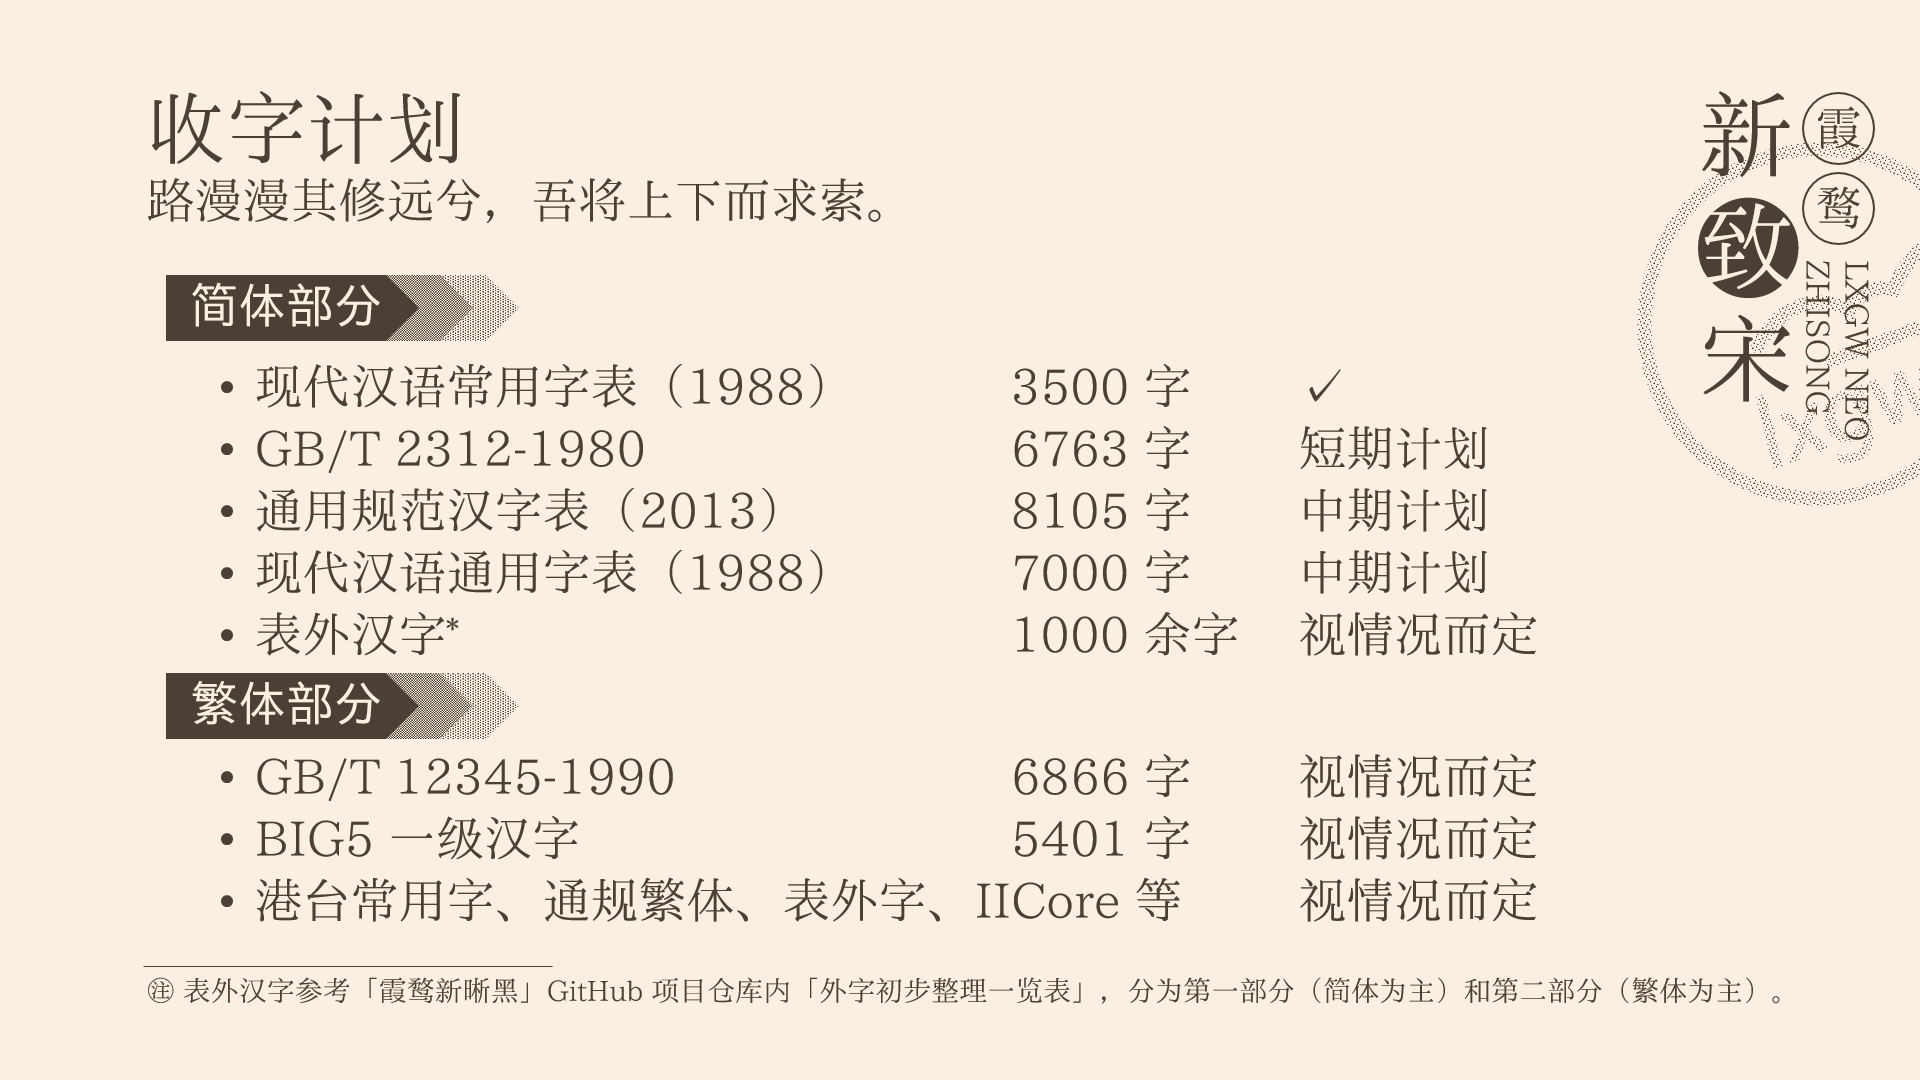 收字计划
路漫漫其修远兮，吾将上下而求索。
简体部分
• 现代汉语常用字表（1988） 3500 字 ✓
• GB/T 2312-1980 6763 字 短期计划
• 通用规范汉字表（2013） 8105 字 中期计划
• 现代汉语通用字表（1988） 7000 字 中期计划
• 表外汉字* 1000 余字 视情况而定
繁体部分
• GB/T 12345-1990 6866 字 视情况而定
• BIG5 一级汉字 5401 字 视情况而定
• 港台常用字、通规繁体、表外字、IICore 等 视情况而定
㊟ 表外汉字参考「霞鹜新晰黑」GitHub 项目仓库内「外字初步整理一览表」，分为第一部分（简体为主）和第二部分（繁体为主）。
霞鹜
新致宋
LXGW NEO
ZHISONG
lxgw